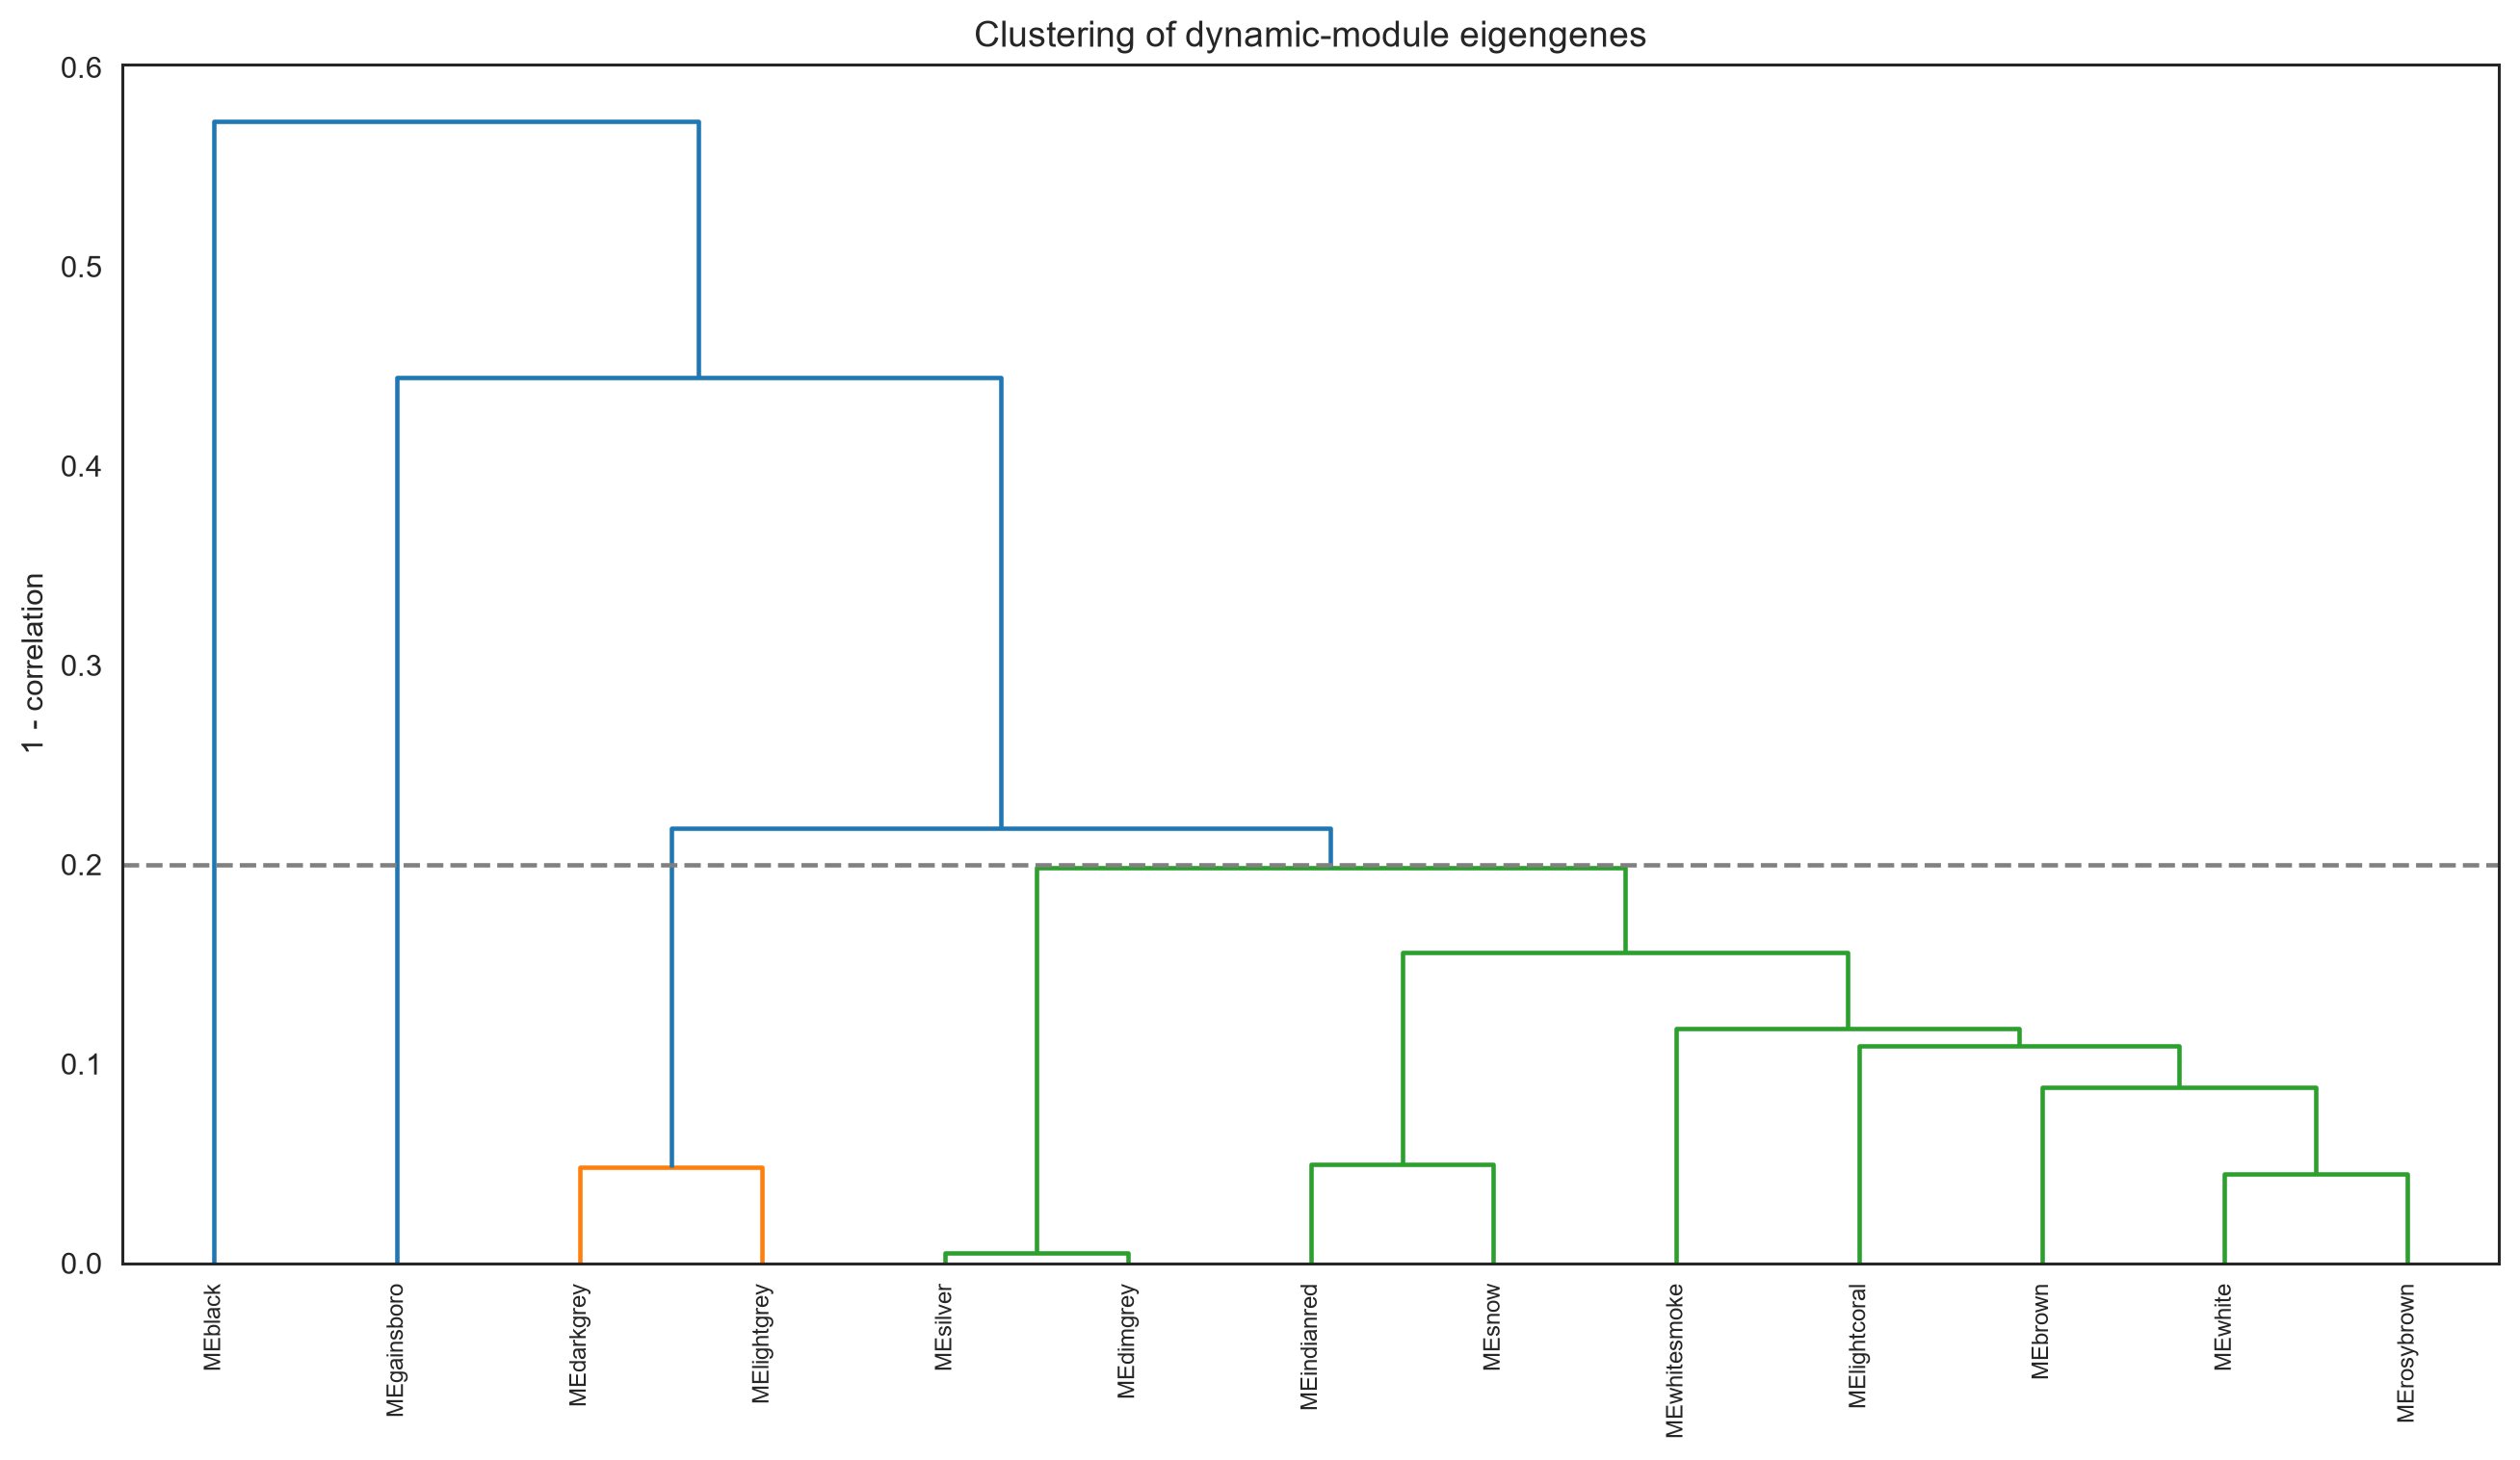 Clustering of dynamic-module eigengenes
0.6
0.5
0.4
0.3
0.2
0.1
0.0
1 - correlation
MEblack
MEgainsboro
MEdarkgrey
MElightgrey
MEsilver
MEdimgrey
MEindianred
MEsnow
MEwhitesmoke
MElightcoral
MEbrown
MEwhite
MErosybrown